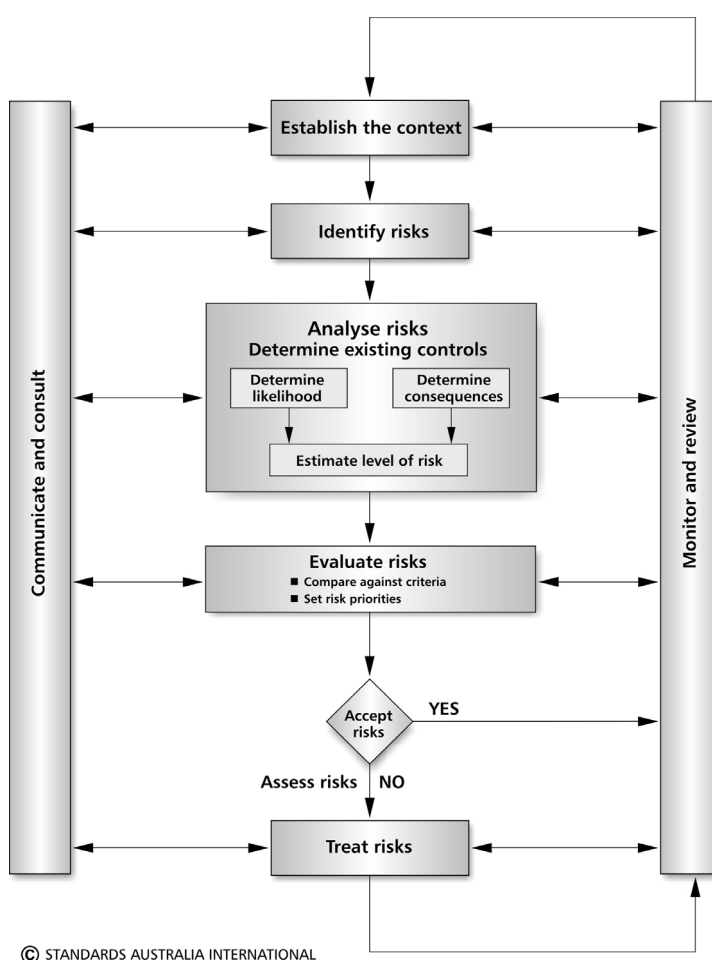 Establish the context
Identify risks
Analyse risks
Determine existing controls
Determine
likelihood
Determine
consequences
Estimate level of risk
Communicate and consult
Monitor and review
Evaluate risks
■ Compare against criteria
■ Set risk priorities
Accept
risks
YES
Assess risks
NO
Treat risks
© STANDARDS AUSTRALIA INTERNATIONAL